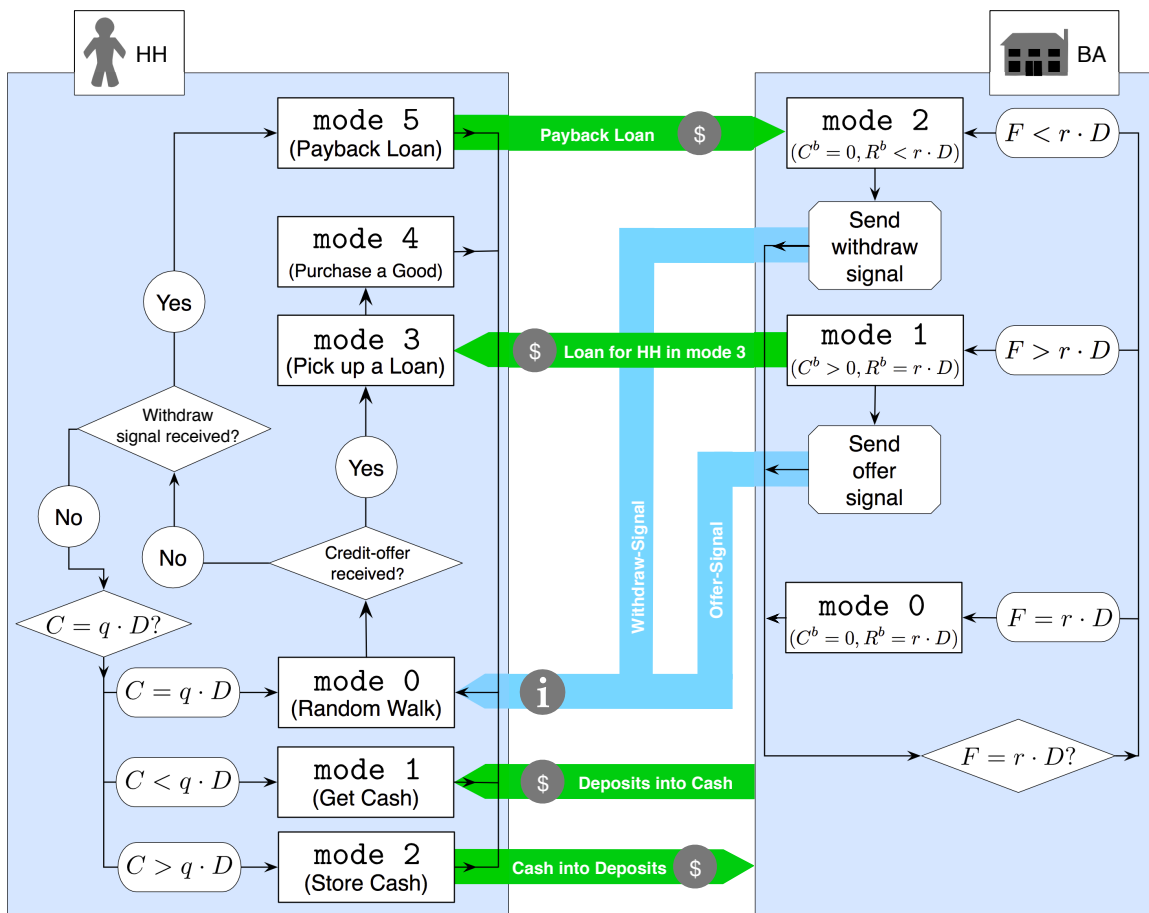 HH
BA
mode 5
(Payback Loan)
Payback Loan
$
mode 2
(C^b = 0, R^b < r · D)
F < r · D
mode 4
(Purchase a Good)
Send
withdraw
signal
Yes
mode 3
(Pick up a Loan)
$
Loan for HH in mode 3
mode 1
(C^b > 0, R^b = r · D)
F > r · D
Withdraw
signal received?
Yes
Send
offer
signal
No
No
Credit-offer
received?
Withdraw-Signal
Offer-Signal
C = q · D?
mode 0
(C^b = 0, R^b = r · D)
F = r · D
C = q · D
mode 0
(Random Walk)
i
F = r · D?
C < q · D
mode 1
(Get Cash)
$
Deposits into Cash
C > q · D
mode 2
(Store Cash)
Cash into Deposits
$